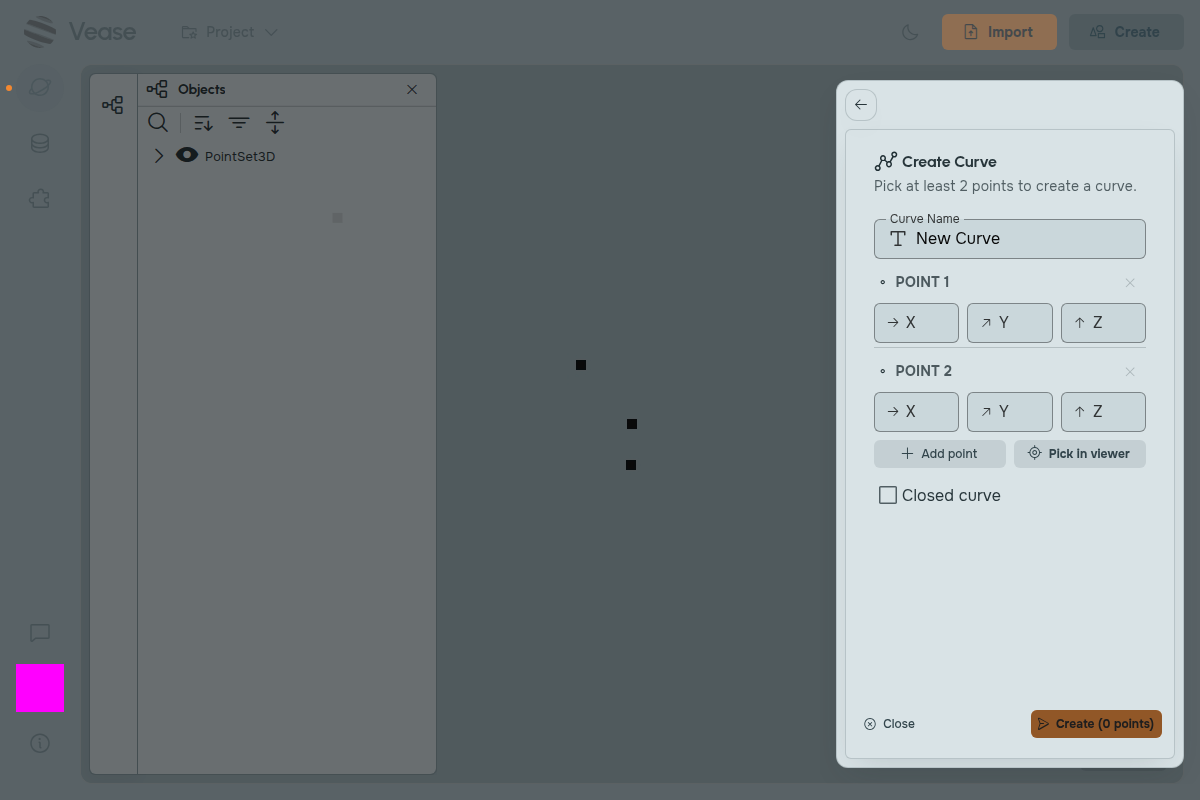 Vease
Project
Import
Create
Objects
PointSet3D
Create Curve
Pick at least 2 points to create a curve.
Curve Name
New Curve
POINT 1
X
Y
Z
POINT 2
X
Y
Z
Add point
Pick in viewer
Closed curve
Close
Create (0 points)